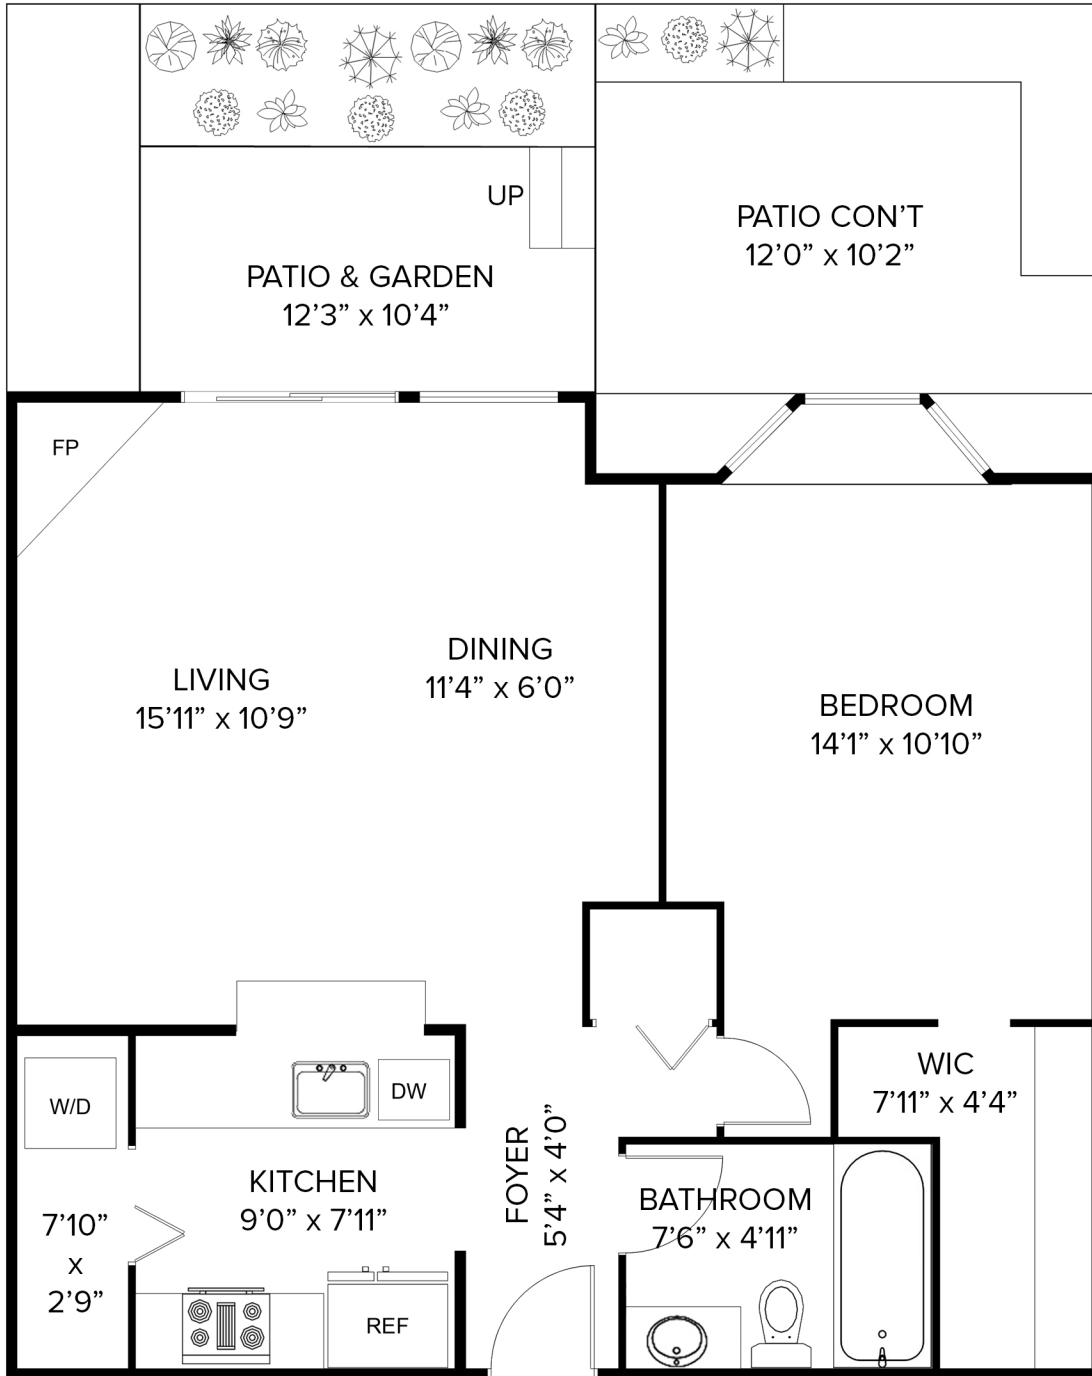 UP
PATIO & GARDEN
12’3” x 10’4”
PATIO CON’T
12’0” x 10’2”
FP
LIVING
15’11” x 10’9”
DINING
11’4” x 6’0”
BEDROOM
14’1” x 10’10”
W/D
7’10”
x
2’9”
DW
KITCHEN
9’0” x 7’11”
REF
FOYER
5’4” x 4’0”
WIC
7’11” x 4’4”
BATHROOM
7’6” x 4’11”